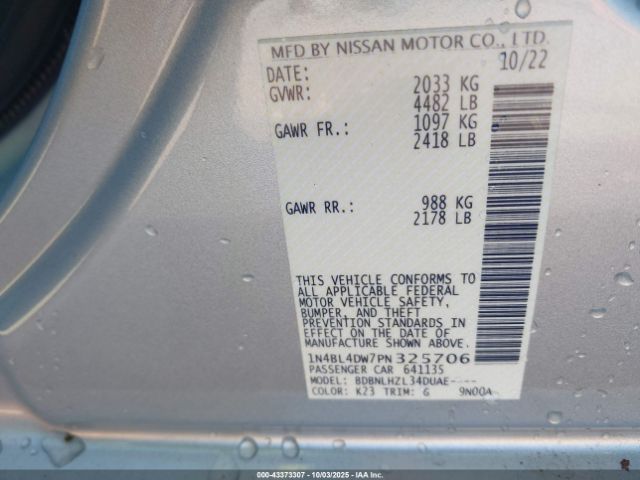 MFD BY NISSAN MOTOR CO., LTD.
DATE: 10/22
GVWR: 2033 KG
4482 LB
GAWR FR.: 1097 KG
2418 LB
GAWR RR.: 988 KG
2178 LB
THIS VEHICLE CONFORMS TO
ALL APPLICABLE FEDERAL
MOTOR VEHICLE SAFETY,
BUMPER, AND THEFT
PREVENTION STANDARDS IN
EFFECT ON THE DATE OF
MANUFACTURE SHOWN ABOVE.
1N4BL4DW7PN325706
PASSENGER CAR 641135
MODEL: BDBNLHZL34DUAE----
COLOR: K23 TRIM: G 9N00A
000-43373307 - 10/03/2025 - IAA Inc.